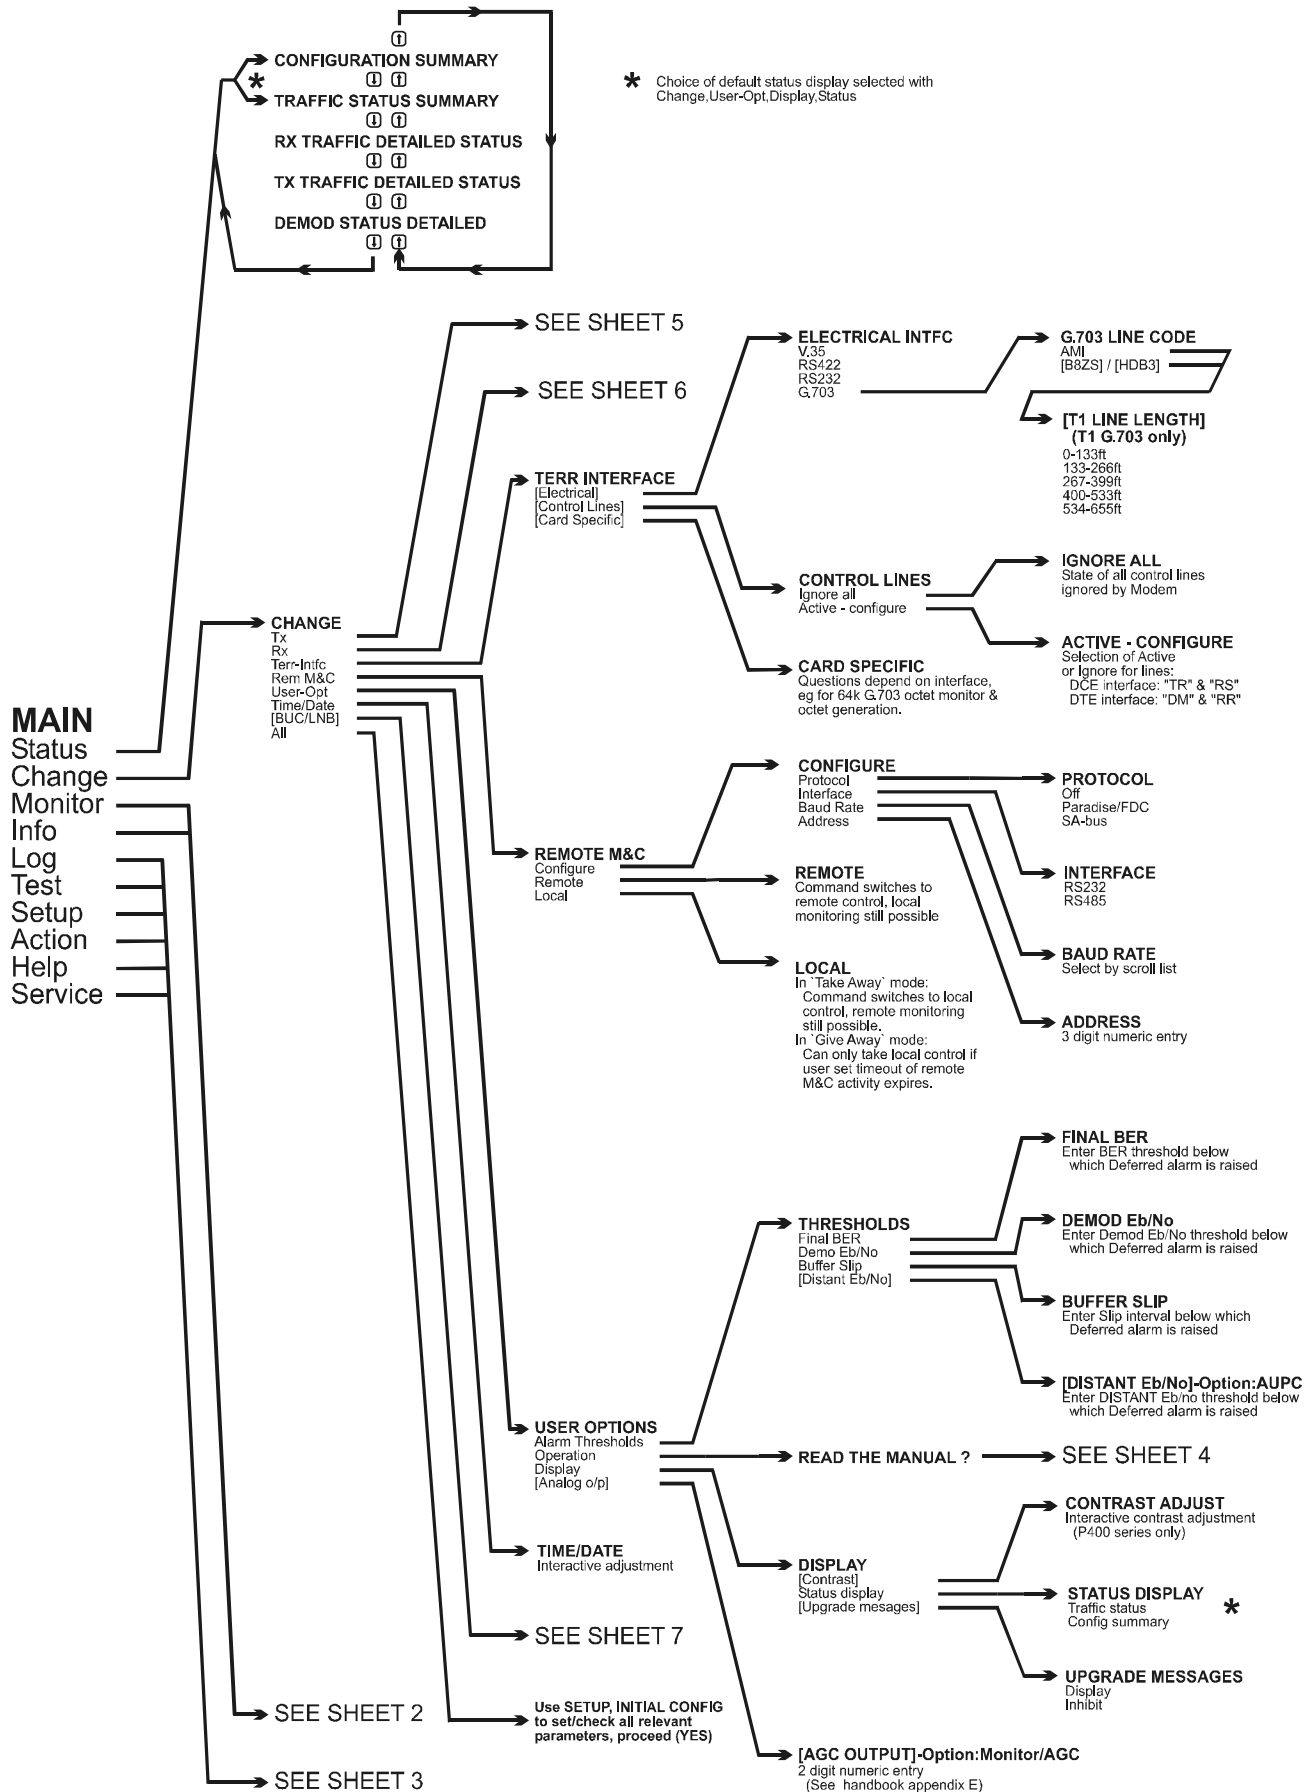 CONFIGURATION SUMMARY
*
TRAFFIC STATUS SUMMARY
RX TRAFFIC DETAILED STATUS
TX TRAFFIC DETAILED STATUS
DEMOD STATUS DETAILED
* Choice of default status display selected with
Change,User-Opt,Display,Status
MAIN
Status
Change
Monitor
Info
Log
Test
Setup
Action
Help
Service
CHANGE
Tx
Rx
Terr-Intfc
Rem M&C
User-Opt
Time/Date
[BUC/LNB]
All
SEE SHEET 2
SEE SHEET 3
SEE SHEET 5
SEE SHEET 6
TERR INTERFACE
[Electrical]
[Control Lines]
[Card Specific]
REMOTE M&C
Configure
Remote
Local
USER OPTIONS
Alarm Thresholds
Operation
Display
[Analog o/p]
TIME/DATE
Interactive adjustment
SEE SHEET 7
Use SETUP, INITIAL CONFIG
to set/check all relevant
parameters, proceed (YES)
ELECTRICAL INTFC
V.35
RS422
RS232
G.703
CONTROL LINES
Ignore all
Active - configure
CARD SPECIFIC
Questions depend on interface,
eg for 64k G.703 octet monitor &
octet generation.
CONFIGURE
Protocol
Interface
Baud Rate
Address
REMOTE
Command switches to
remote control, local
monitoring still possible
LOCAL
In `Take Away` mode:
Command switches to local
control, remote monitoring
still possible.
In `Give Away` mode:
Can only take local control if
user set timeout of remote
M&C activity expires.
THRESHOLDS
Final BER
Demo Eb/No
Buffer Slip
[Distant Eb/No]
READ THE MANUAL ?
DISPLAY
[Contrast]
Status display
[Upgrade mesages]
[AGC OUTPUT]-Option:Monitor/AGC
2 digit numeric entry
(See handbook appendix E)
G.703 LINE CODE
AMI
[B8ZS] / [HDB3]
[T1 LINE LENGTH]
(T1 G.703 only)
0-133ft
133-266ft
267-399ft
400-533ft
534-655ft
IGNORE ALL
State of all control lines
ignored by Modem
ACTIVE - CONFIGURE
Selection of Active
or Ignore for lines:
DCE interface: "TR" & "RS"
DTE interface: "DM" & "RR"
PROTOCOL
Off
Paradise/FDC
SA-bus
INTERFACE
RS232
RS485
BAUD RATE
Select by scroll list
ADDRESS
3 digit numeric entry
FINAL BER
Enter BER threshold below
which Deferred alarm is raised
DEMOD Eb/No
Enter Demod Eb/No threshold below
which Deferred alarm is raised
BUFFER SLIP
Enter Slip interval below which
Deferred alarm is raised
[DISTANT Eb/No]-Option:AUPC
Enter DISTANT Eb/no threshold below
which Deferred alarm is raised
SEE SHEET 4
CONTRAST ADJUST
Interactive contrast adjustment
(P400 series only)
STATUS DISPLAY
Traffic status
Config summary
*
UPGRADE MESSAGES
Display
Inhibit